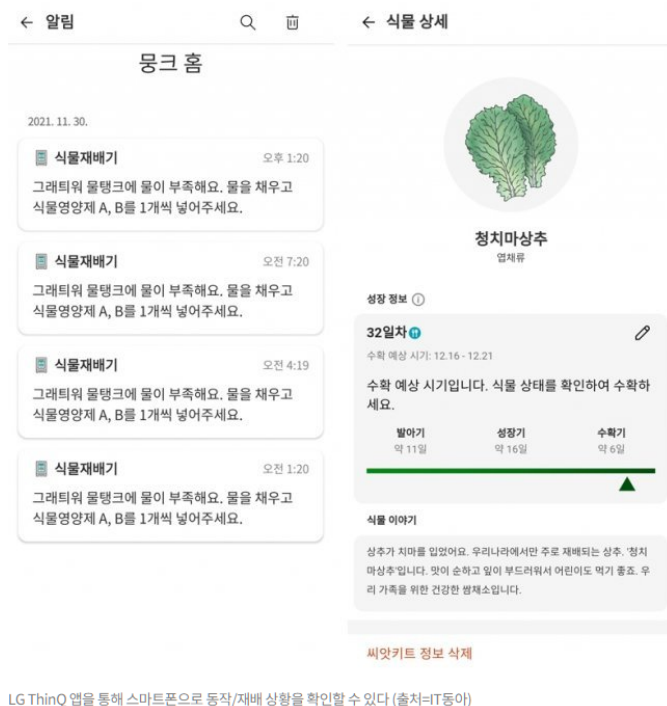 알림
뭉크 홈
2021. 11. 30.
식물재배기 오후 1:20
그래틔워 물탱크에 물이 부족해요. 물을 채우고
식물영양제 A, B를 1개씩 넣어주세요.
식물재배기 오전 7:20
그래틔워 물탱크에 물이 부족해요. 물을 채우고
식물영양제 A, B를 1개씩 넣어주세요.
식물재배기 오전 4:19
그래틔워 물탱크에 물이 부족해요. 물을 채우고
식물영양제 A, B를 1개씩 넣어주세요.
식물재배기 오전 1:20
그래틔워 물탱크에 물이 부족해요. 물을 채우고
식물영양제 A, B를 1개씩 넣어주세요.
식물 상세
청치마상추
엽채류
성장 정보
32일차
수확 예상 시기: 12.16 - 12.21
수확 예상 시기입니다. 식물 상태를 확인하여 수확하
세요.
발아기 성장기 수확기
약 11일 약 16일 약 6일
식물 이야기
상추가 치마를 입었어요. 우리나라에서만 주로 재배되는 상추. '청치
마상추'입니다. 맛이 순하고 잎이 부드러워서 어린이도 먹기 좋죠. 우
리 가족을 위한 건강한 쌈채소입니다.
씨앗키트 정보 삭제
LG ThinQ 앱을 통해 스마트폰으로 동작/재배 상황을 확인할 수 있다 (출처=IT동아)